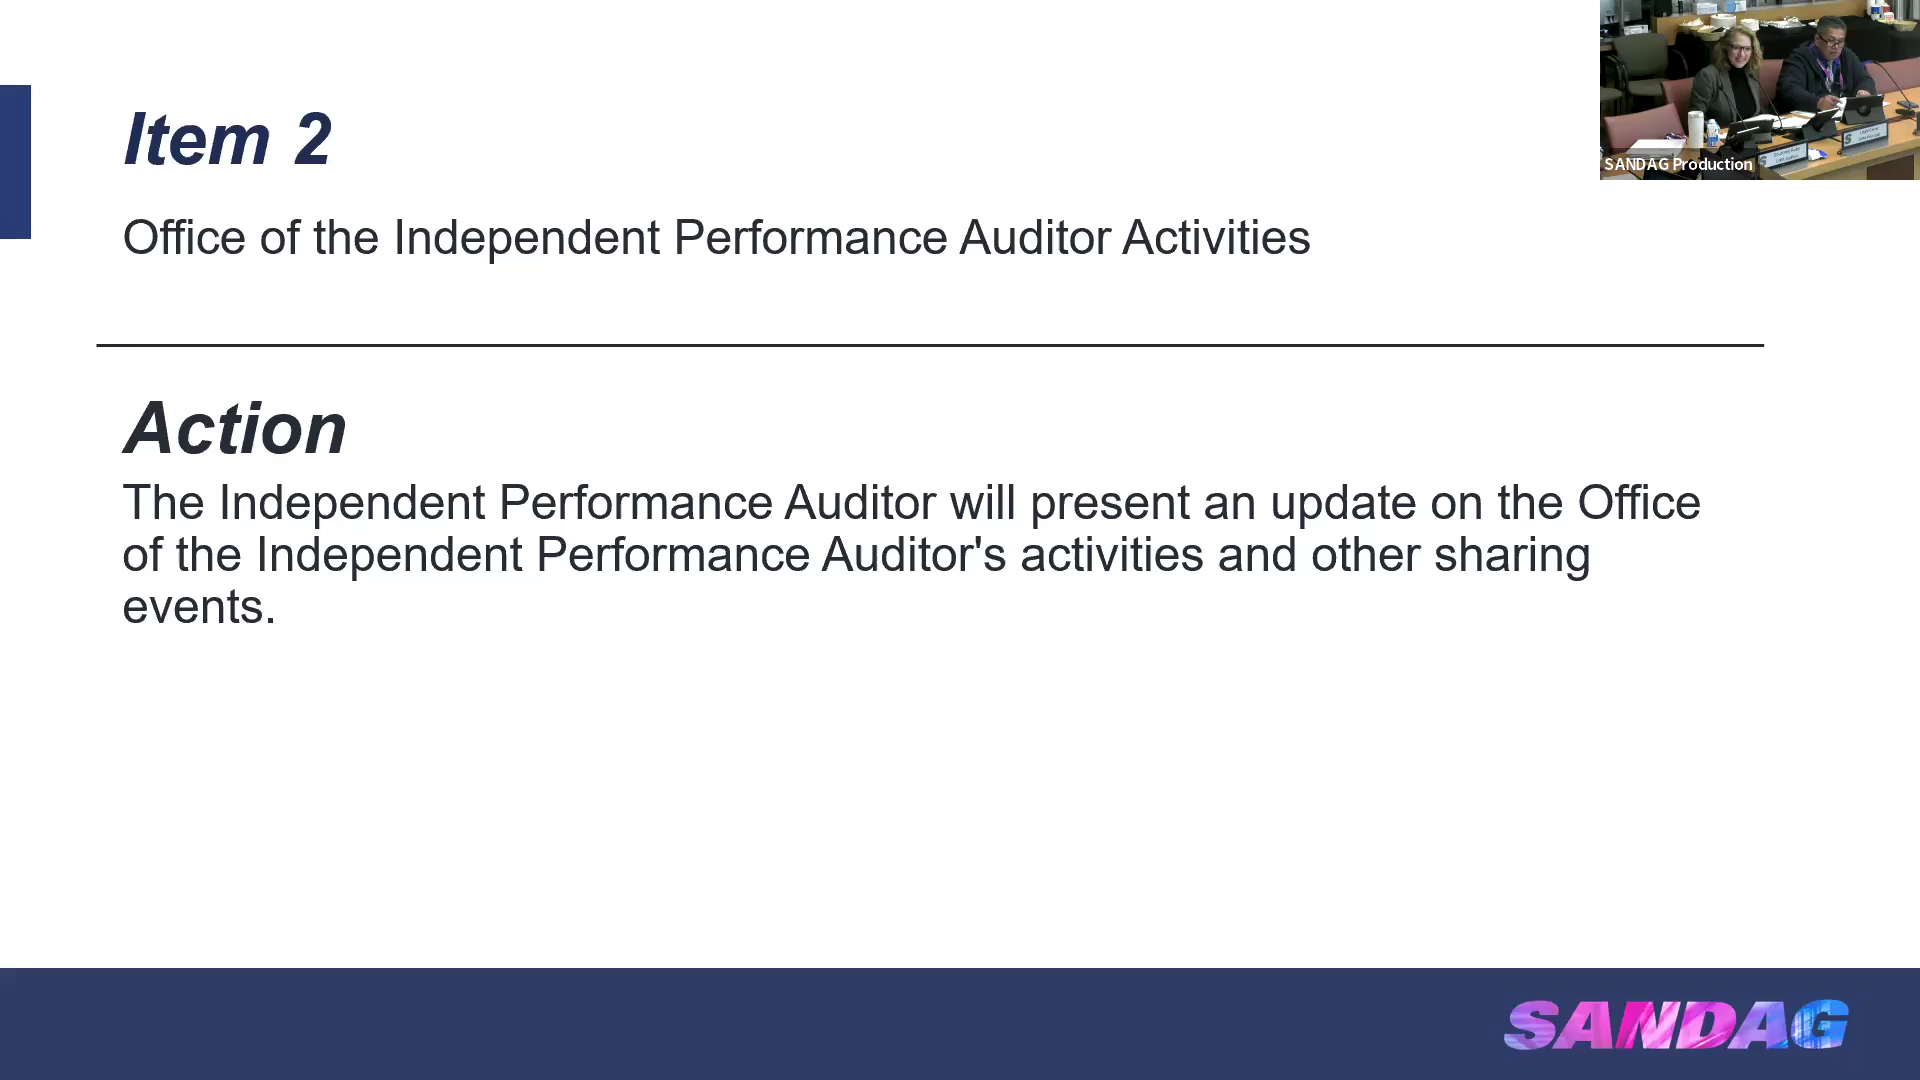 Item 2
Office of the Independent Performance Auditor Activities
Action
The Independent Performance Auditor will present an update on the Office
of the Independent Performance Auditor's activities and other sharing
events.
SANDAG Production
SANDAG